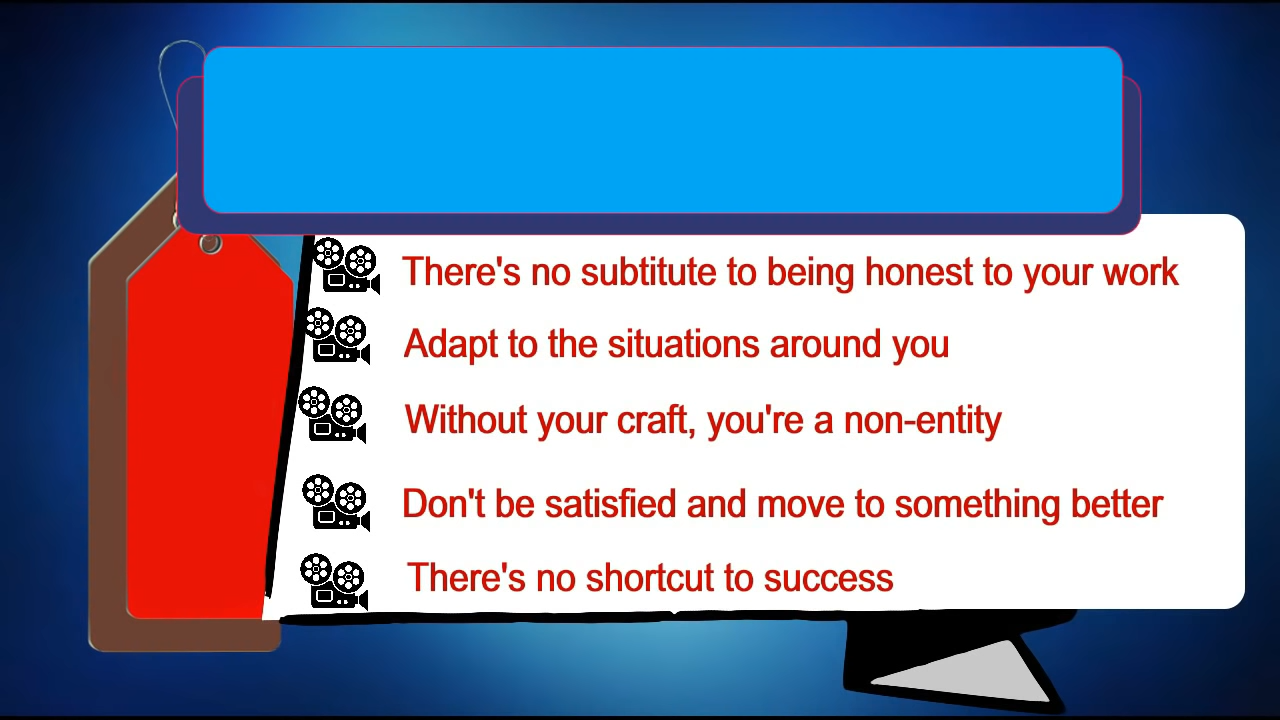 There's no subtitute to being honest to your work
Adapt to the situations around you
Without your craft, you're a non-entity
Don't be satisfied and move to something better
There's no shortcut to success